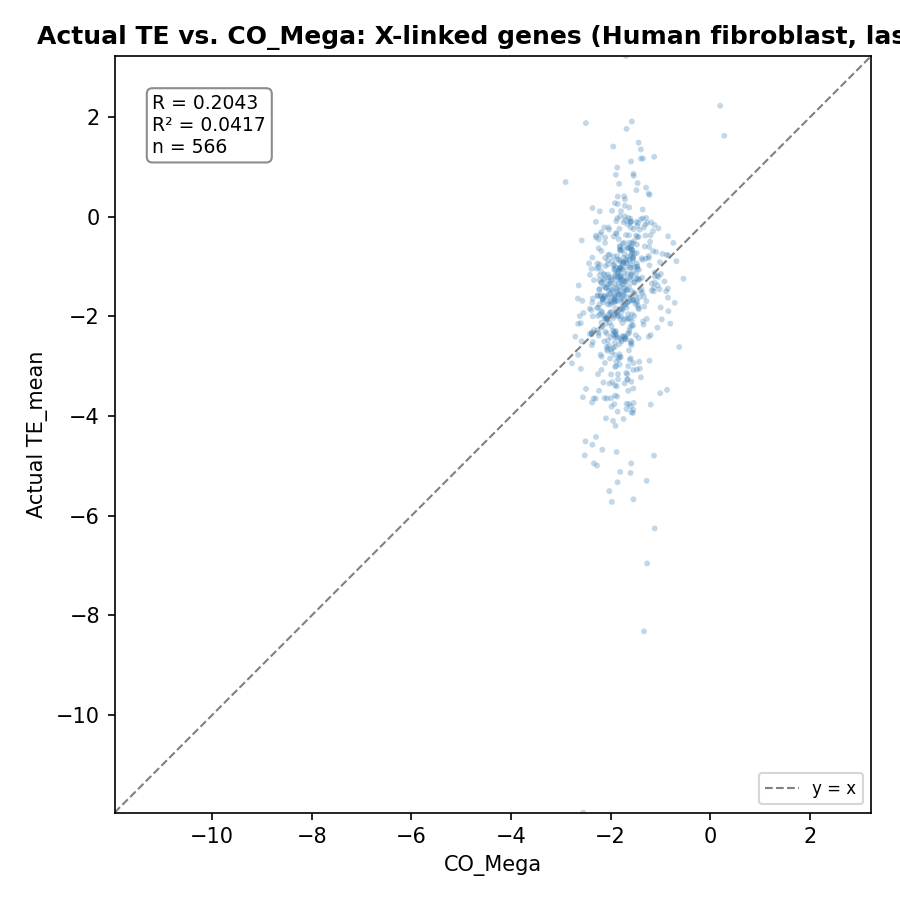 Actual TE vs. CO_Mega: X-linked genes (Human fibroblast, las
R = 0.2043
R² = 0.0417
n = 566
2
0
−2
−4
−6
−8
−10
Actual TE_mean
y = x
−10 −8 −6 −4 −2 0 2
CO_Mega